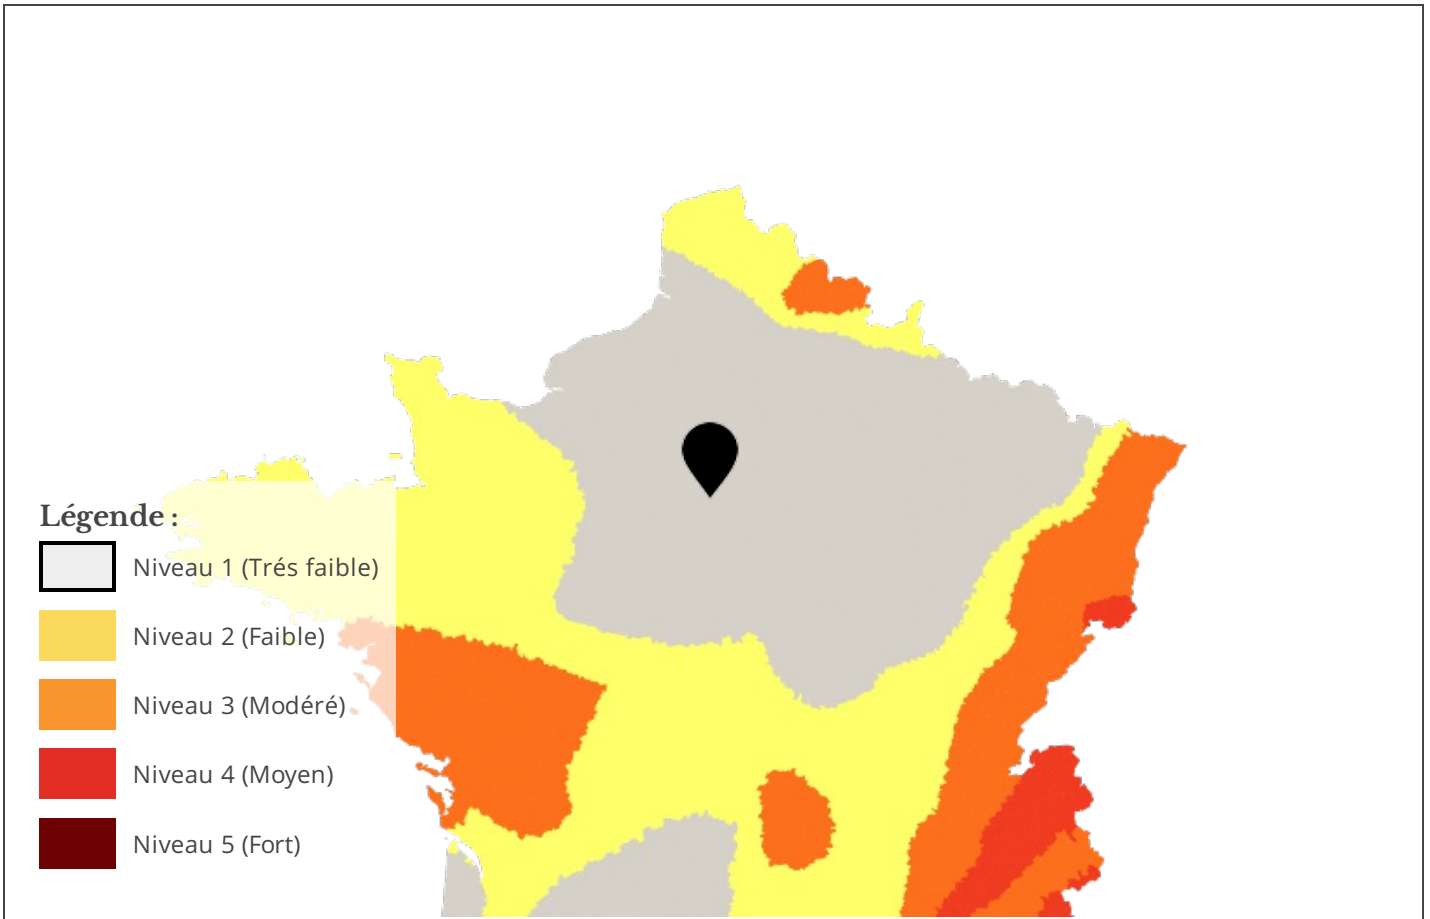 Légende :
Niveau 1 (Trés faible)
Niveau 2 (Faible)
Niveau 3 (Modéré)
Niveau 4 (Moyen)
Niveau 5 (Fort)